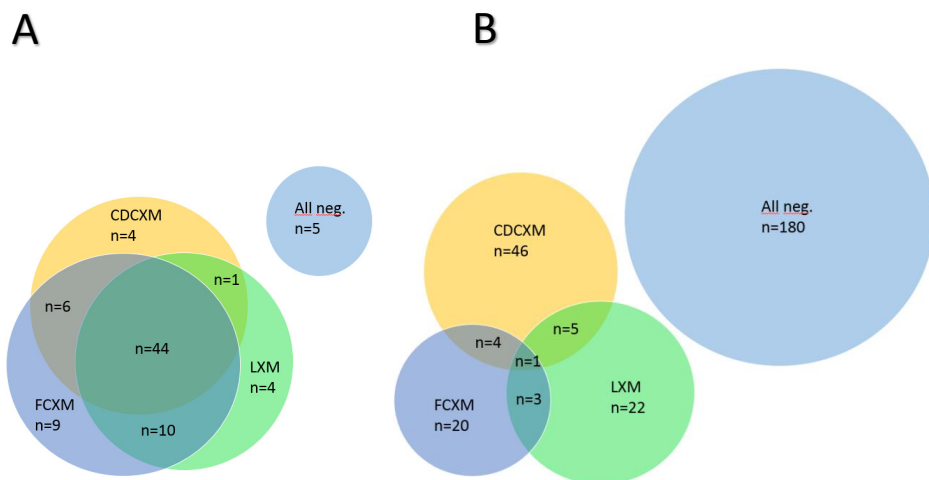 A
CDCXM
n=4
All neg.
n=5
n=1
n=6
n=44
LXM
n=4
FCXM
n=9
n=10
B
All neg.
n=180
CDCXM
n=46
n=5
n=4
n=1
FCXM
n=20
n=3
LXM
n=22